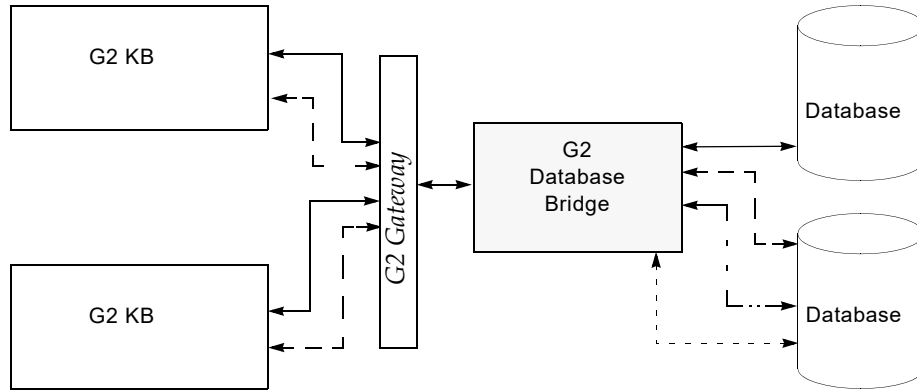 G2 KB
G2 Gateway
G2
Database
Bridge
Database
G2 KB
Database